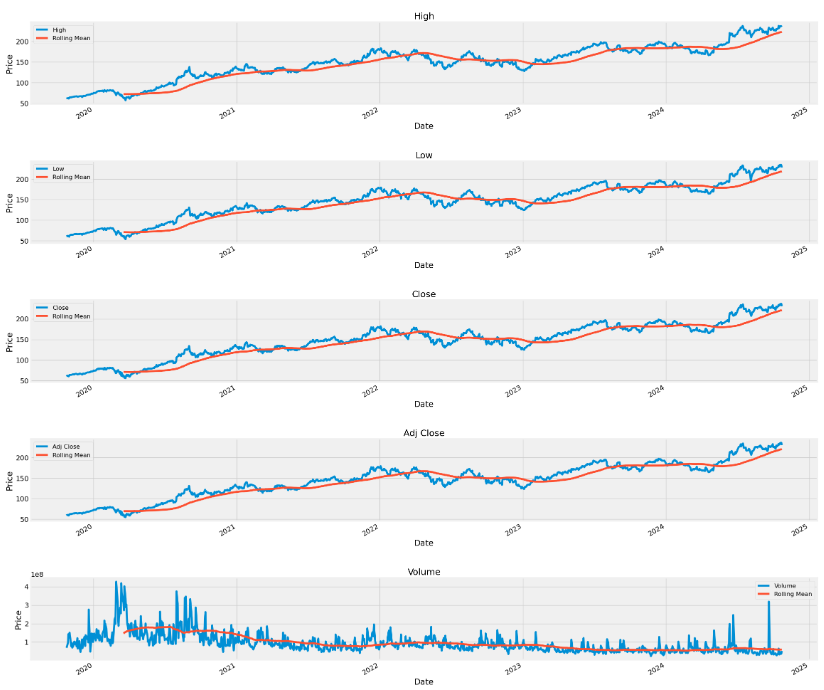 High
High
Rolling Mean
Price
200
150
100
50
2020
2021
2022
2023
2024
2025
Date
Low
Low
Rolling Mean
Price
200
150
100
50
2020
2021
2022
2023
2024
2025
Date
Close
Close
Rolling Mean
Price
200
150
100
50
2020
2021
2022
2023
2024
2025
Date
Adj Close
Adj Close
Rolling Mean
Price
200
150
100
50
2020
2021
2022
2023
2024
2025
Date
Volume
1e8
Volume
Rolling Mean
Price
4
3
2
1
2020
2021
2022
2023
2024
2025
Date